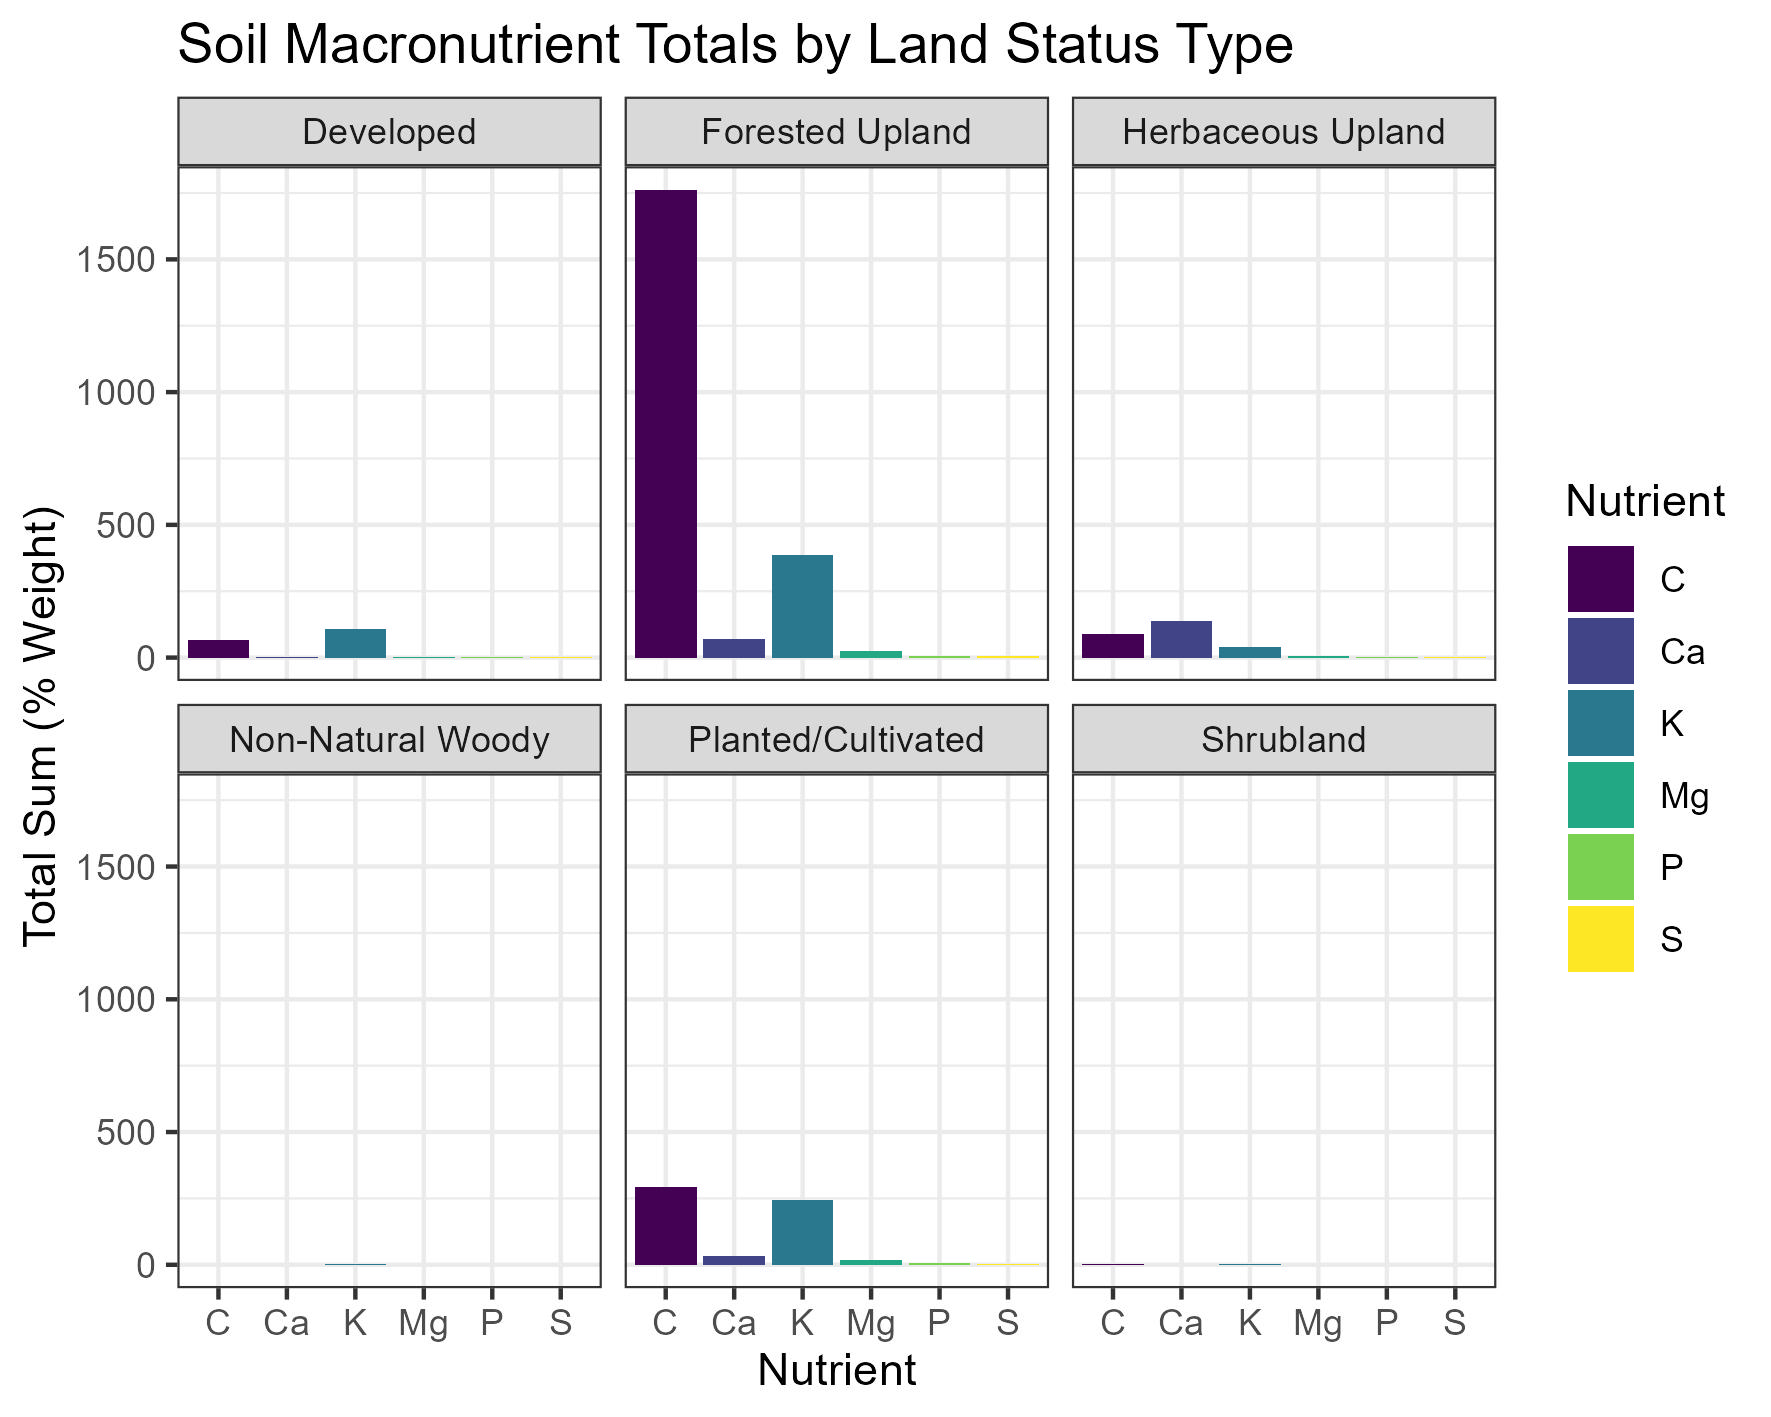 Soil Macronutrient Totals by Land Status Type
Developed
Forested Upland
Herbaceous Upland
1500
1000
500
0
Non-Natural Woody
Planted/Cultivated
Shrubland
1500
1000
500
0
C Ca K Mg P S
C Ca K Mg P S
C Ca K Mg P S
Nutrient
Total Sum (% Weight)
Nutrient
C
Ca
K
Mg
P
S